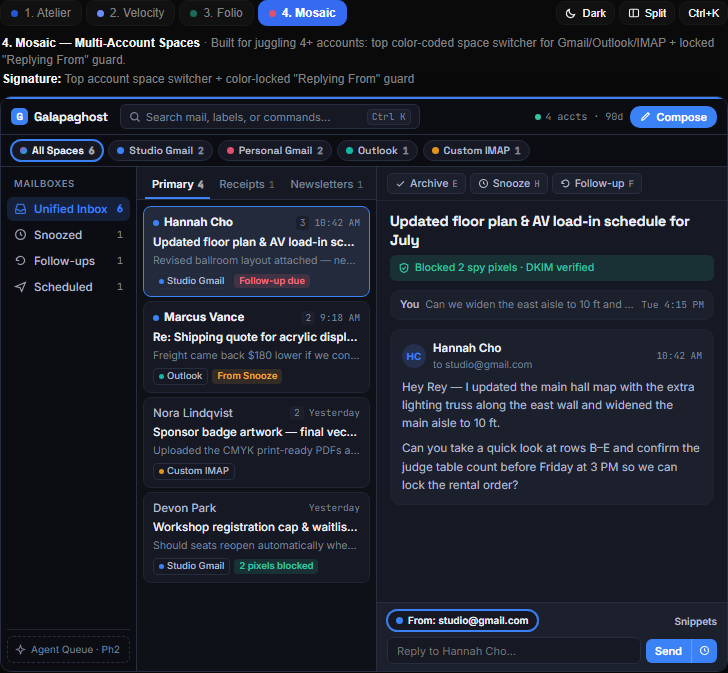 1. Atelier
2. Velocity
3. Folio
4. Mosaic
Dark
Split
Ctrl+K
4. Mosaic — Multi-Account Spaces · Built for juggling 4+ accounts: top color-coded space switcher for Gmail/Outlook/IMAP + locked
"Replying From" guard.
Signature: Top account space switcher + color-locked "Replying From" guard
G
Galapaghost
Search mail, labels, or commands...
Ctrl K
4 accts · 90d
Compose
All Spaces 6
Studio Gmail 2
Personal Gmail 2
Outlook 1
Custom IMAP 1
MAILBOXES
Unified Inbox 6
Snoozed 1
Follow-ups 1
Scheduled 1
Agent Queue · Ph2
Primary 4
Receipts 1
Newsletters 1
Hannah Cho 3 10:42 AM
Updated floor plan & AV load-in sc...
Revised ballroom layout attached — ne...
Studio Gmail Follow-up due
Marcus Vance 2 9:18 AM
Re: Shipping quote for acrylic displ...
Freight came back $180 lower if we con...
Outlook From Snooze
Nora Lindqvist 2 Yesterday
Sponsor badge artwork — final vec...
Uploaded the CMYK print-ready PDFs a...
Custom IMAP
Devon Park Yesterday
Workshop registration cap & waitlis...
Should seats reopen automatically whe...
Studio Gmail 2 pixels blocked
Archive E
Snooze H
Follow-up F
Updated floor plan & AV load-in schedule for
July
Blocked 2 spy pixels · DKIM verified
You Can we widen the east aisle to 10 ft and ... Tue 4:15 PM
HC
Hannah Cho
to studio@gmail.com
10:42 AM
Hey Rey — I updated the main hall map with the extra
lighting truss along the east wall and widened the
main aisle to 10 ft.
Can you take a quick look at rows B–E and confirm the
judge table count before Friday at 3 PM so we can
lock the rental order?
From: studio@gmail.com
Snippets
Reply to Hannah Cho...
Send